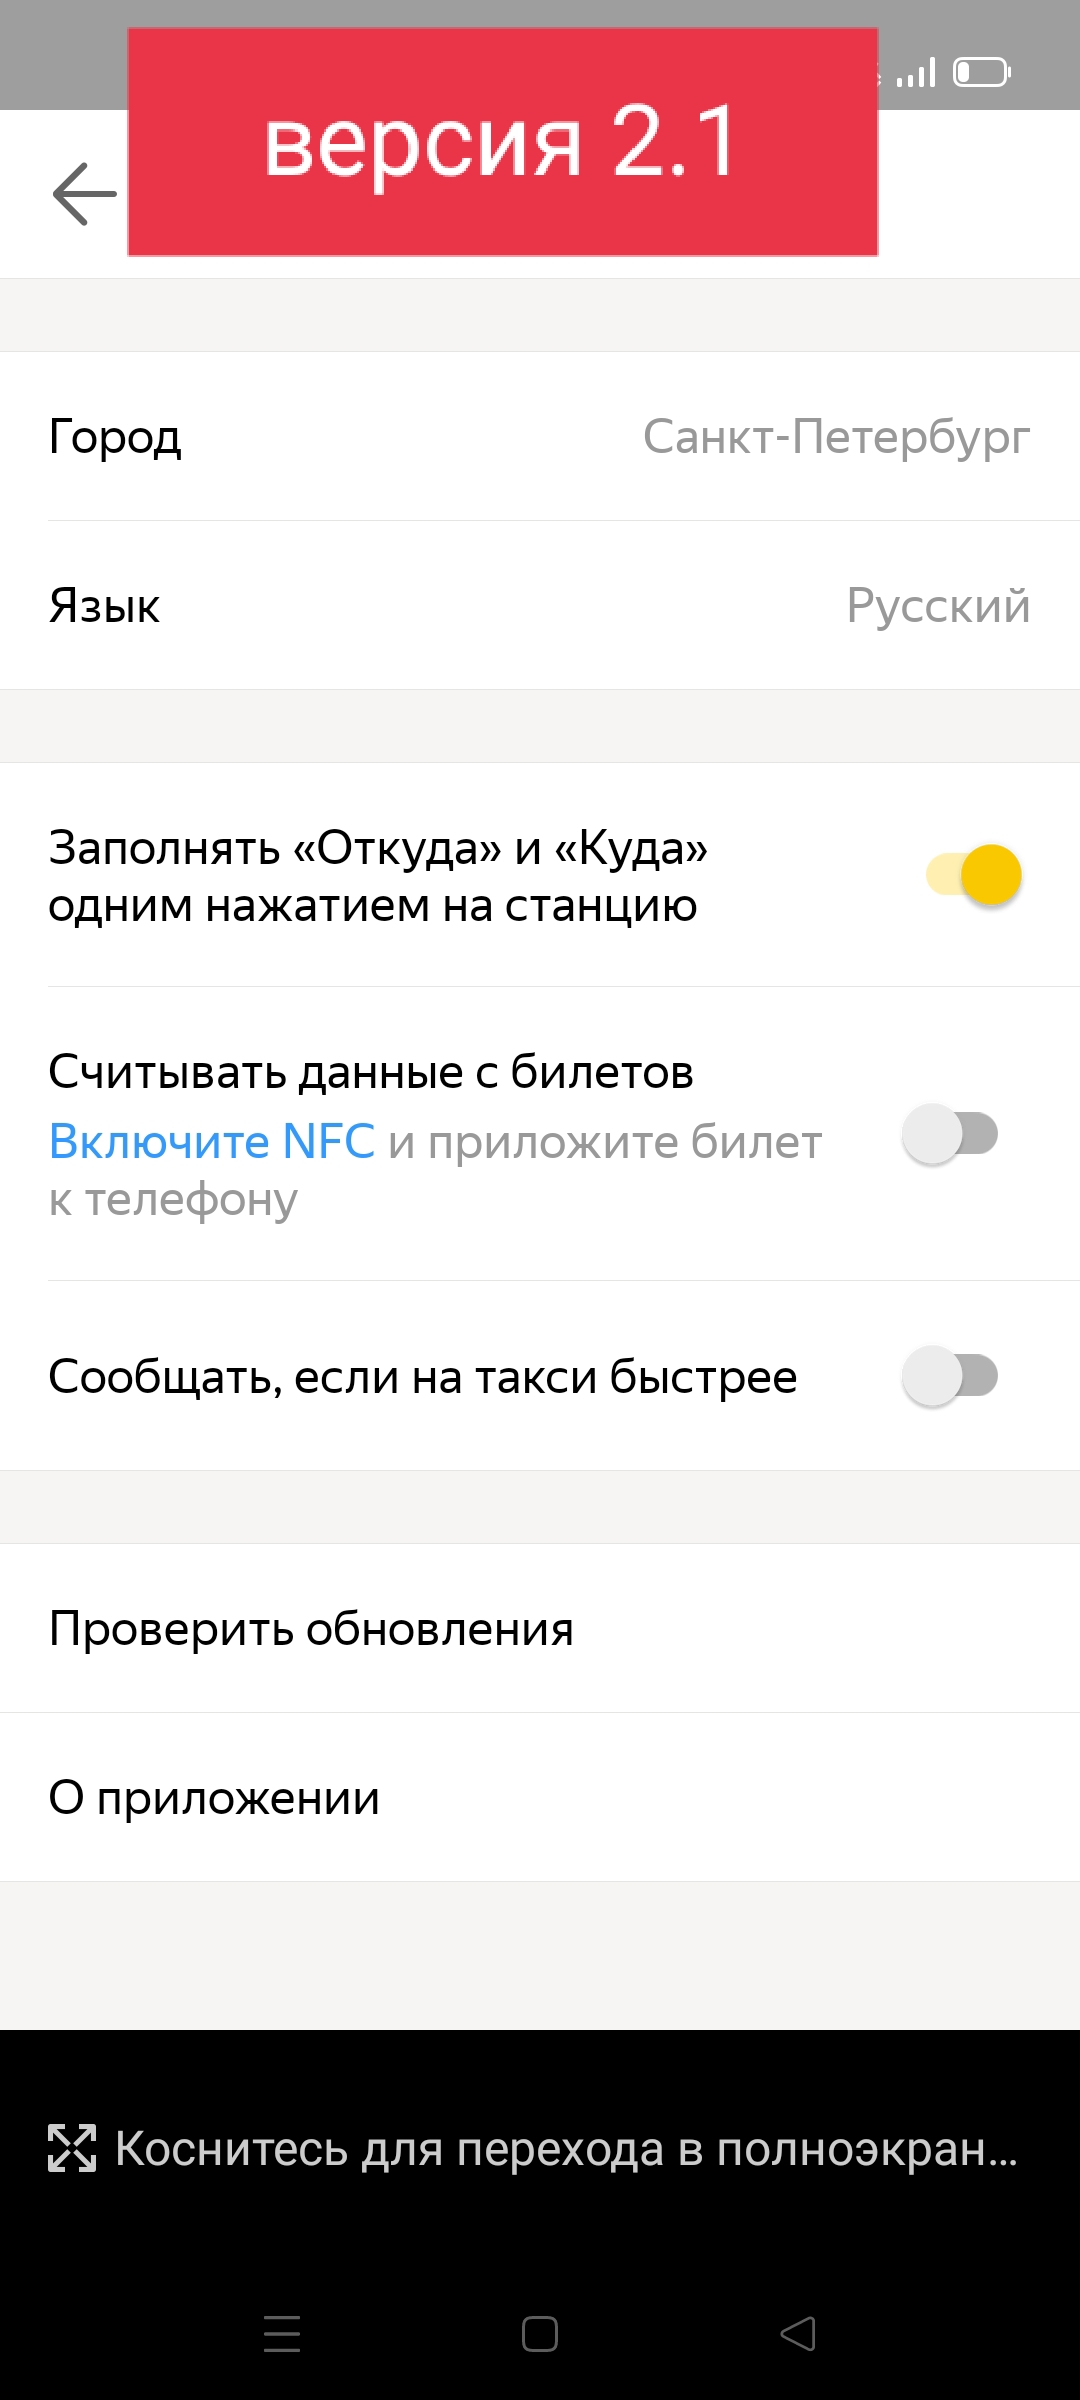 версия 2.1
Город
Санкт-Петербург
Язык
Русский
Заполнять «Откуда» и «Куда»
одним нажатием на станцию
Считывать данные с билетов
Включите NFC и приложите билет
к телефону
Сообщать, если на такси быстрее
Проверить обновления
О приложении
Коснитесь для перехода в полноэкран...